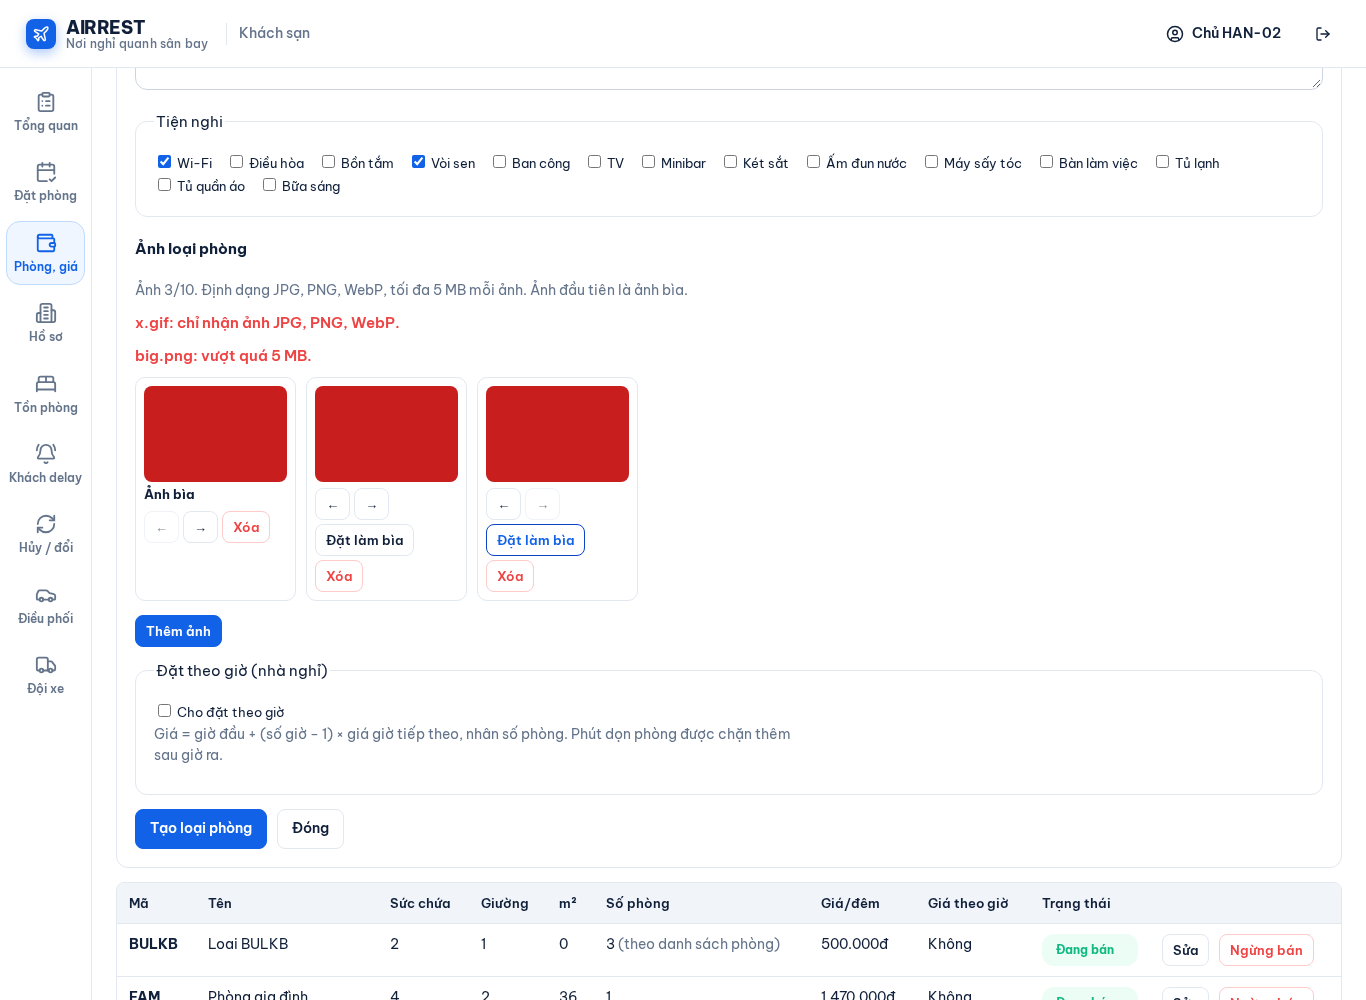 AIRREST
Nơi nghỉ quanh sân bay
Khách sạn
Chủ HAN-02
Tổng quan
Đặt phòng
Phòng, giá
Hồ sơ
Tồn phòng
Khách delay
Hủy / đổi
Điều phối
Đội xe
Tiện nghi
Wi-Fi Điều hòa Bồn tắm Vòi sen Ban công TV Minibar Két sắt Ấm đun nước Máy sấy tóc Bàn làm việc Tủ lạnh
Tủ quần áo Bữa sáng
Ảnh loại phòng
Ảnh 3/10. Định dạng JPG, PNG, WebP, tối đa 5 MB mỗi ảnh. Ảnh đầu tiên là ảnh bìa.
x.gif: chỉ nhận ảnh JPG, PNG, WebP.
big.png: vượt quá 5 MB.
Ảnh bìa
← → Xóa
← →
Đặt làm bìa
Xóa
← →
Đặt làm bìa
Xóa
Thêm ảnh
Đặt theo giờ (nhà nghỉ)
Cho đặt theo giờ
Giá = giờ đầu + (số giờ − 1) × giá giờ tiếp theo, nhân số phòng. Phút dọn phòng được chặn thêm
sau giờ ra.
Tạo loại phòng Đóng
Mã Tên Sức chứa Giường m² Số phòng Giá/đêm Giá theo giờ Trạng thái
BULKB Loai BULKB 2 1 0 3 (theo danh sách phòng) 500.000đ Không Đang bán Sửa Ngừng bán
FAM Phòng gia đình 4 2 36 1 1.470.000đ Không